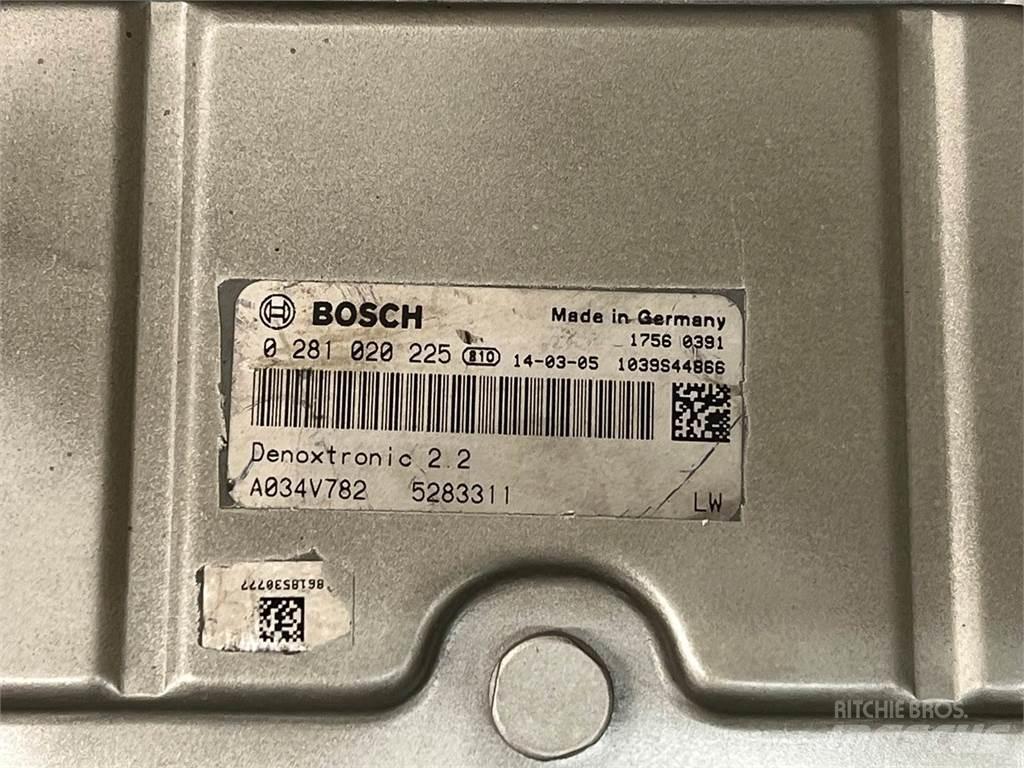 BOSCH
Made in Germany
1756 0391
0 281 020 225 810 14-03-05 1039S44866
Denoxtronic 2.2
A034V782 5283311
LW
8618530777
RITCHIE BROS.